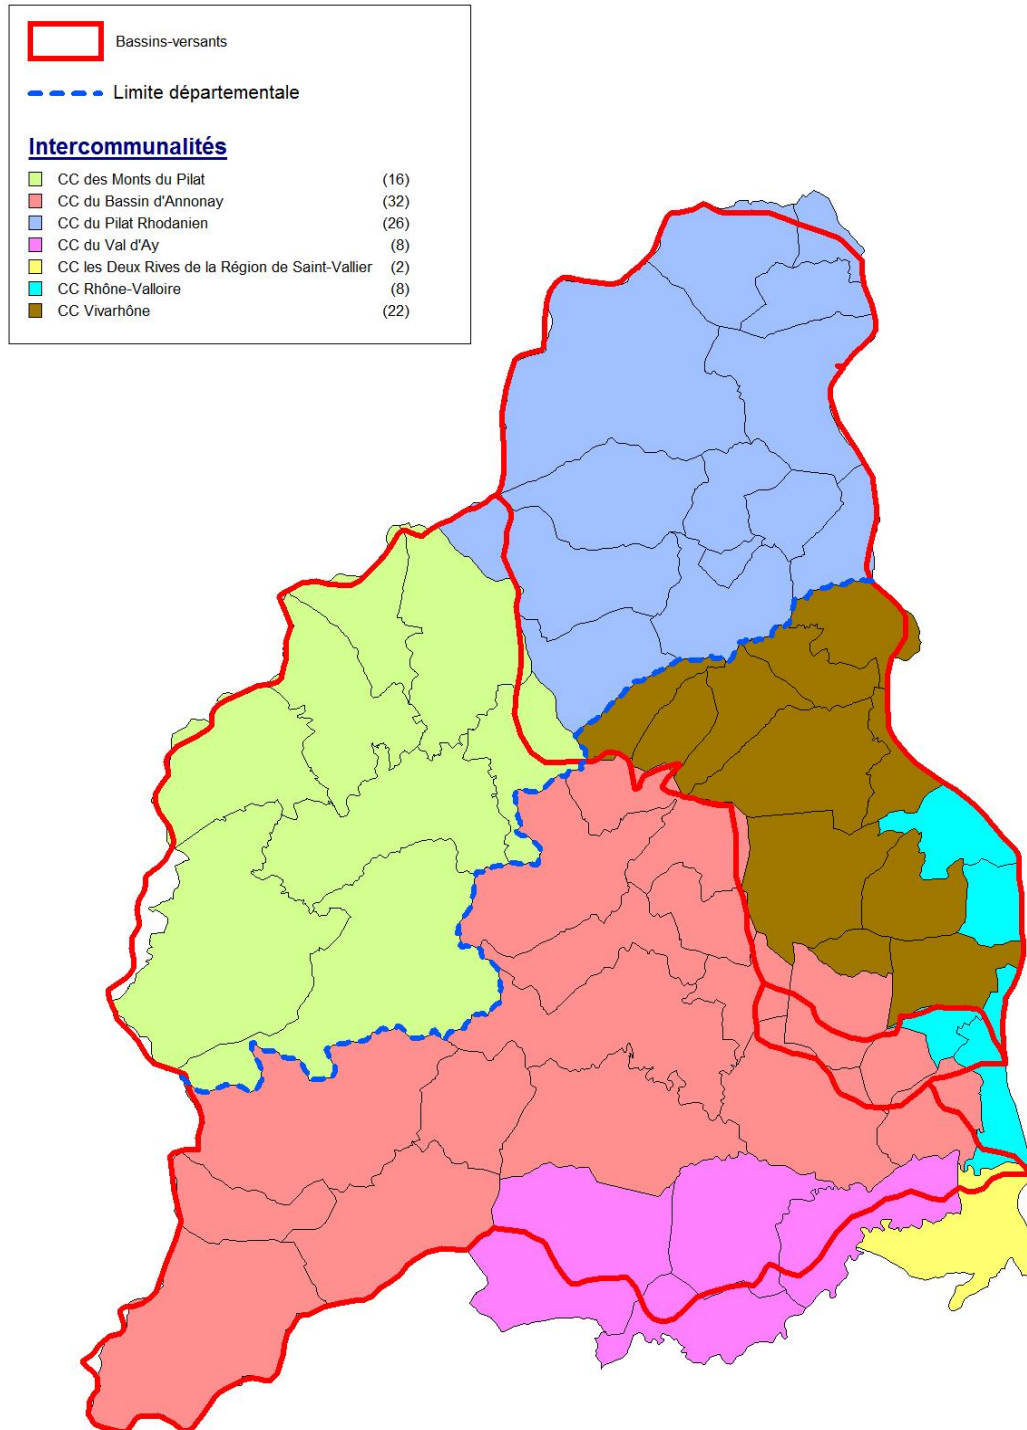 Bassins-versants
Limite départementale
Intercommunalités
CC des Monts du Pilat (16)
CC du Bassin d'Annonay (32)
CC du Pilat Rhodanien (26)
CC du Val d'Ay (8)
CC les Deux Rives de la Région de Saint-Vallier (2)
CC Rhône-Valloire (8)
CC Vivarhône (22)